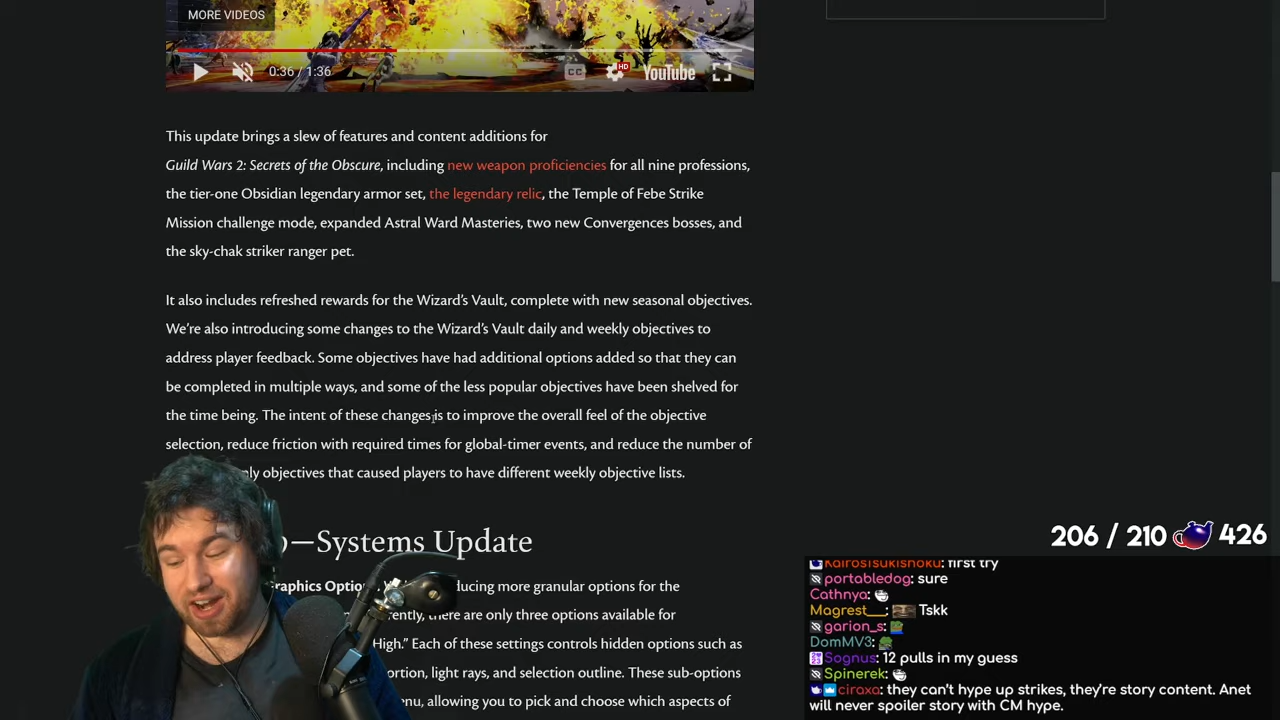 MORE VIDEOS
0:36 / 1:36
CC
HD
YouTube
This update brings a slew of features and content additions for
Guild Wars 2: Secrets of the Obscure, including new weapon proficiencies for all nine professions,
the tier-one Obsidian legendary armor set, the legendary relic, the Temple of Febe Strike
Mission challenge mode, expanded Astral Ward Masteries, two new Convergences bosses, and
the sky-chak striker ranger pet.
It also includes refreshed rewards for the Wizard's Vault, complete with new seasonal objectives.
We're also introducing some changes to the Wizard's Vault daily and weekly objectives to
address player feedback. Some objectives have had additional options added so that they can
be completed in multiple ways, and some of the less popular objectives have been shelved for
the time being. The intent of these changes is to improve the overall feel of the objective
selection, reduce friction with required times for global-timer events, and reduce the number of
objectives that caused players to have different weekly objective lists.
—Systems Update
more granular options for the
there are only three options available for
High." Each of these settings controls hidden options such as
light rays, and selection outline. These sub-options
allowing you to pick and choose which aspects of
206 / 210 426
KairosTsukishoku: first try
portabledog: sure
Cathnya:
Magrest__: Tskk
garion_s:
DomMV3:
Sognus: 12 pulls in my guess
Spinerek:
ciraxa: they can't hype up strikes, they're story content. Anet
will never spoiler story with CM hype.